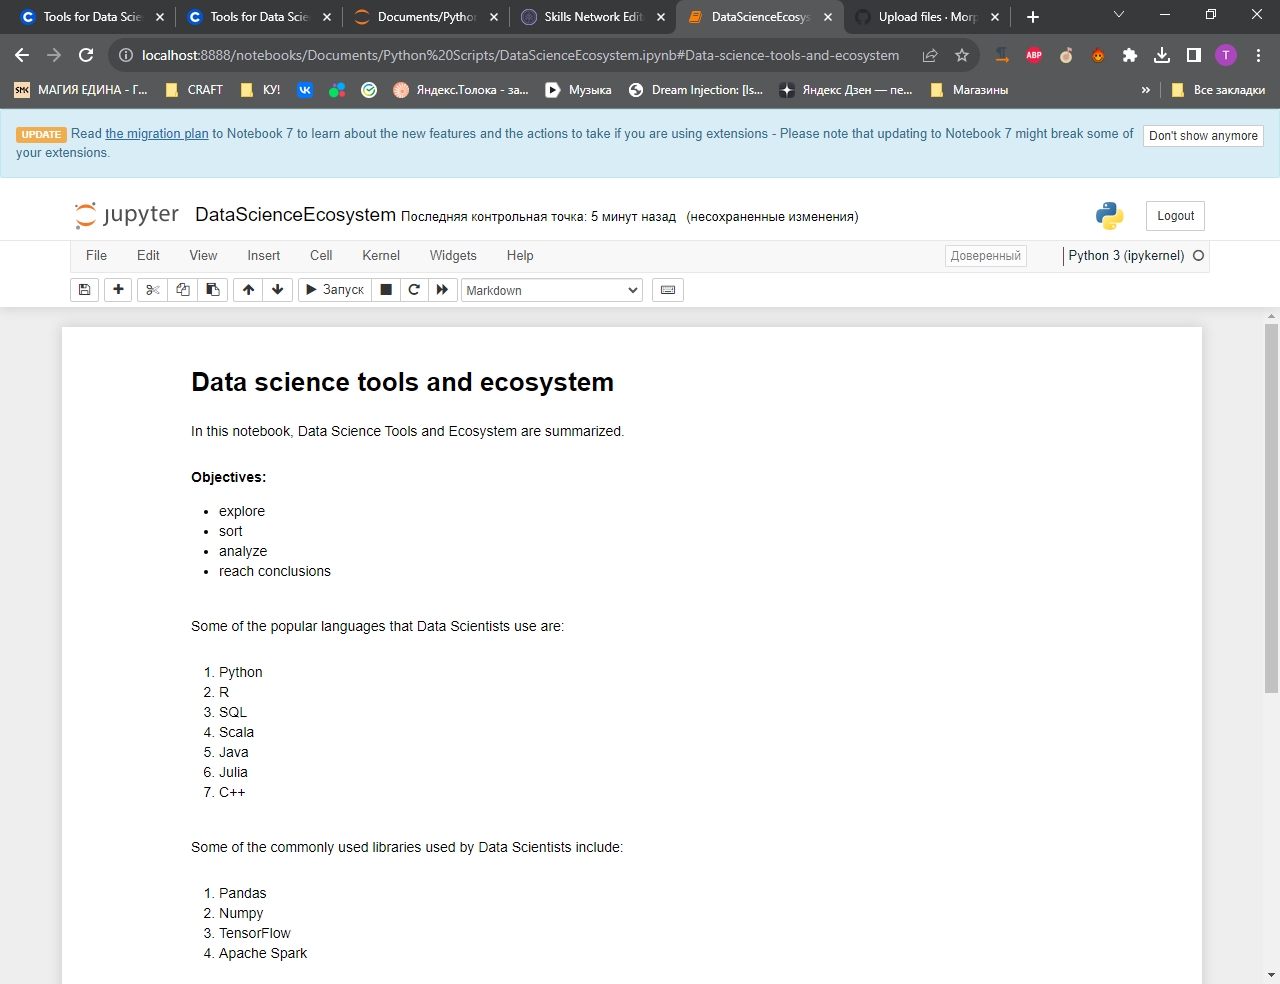 Tools for Data Scie
Tools for Data Scie
Documents/Python
Skills Network Edit
DataScienceEcosys
Upload files · Morp
localhost:8888/notebooks/Documents/Python%20Scripts/DataScienceEcosystem.ipynb#Data-science-tools-and-ecosystem
ABP
T
SMK МАГИЯ ЕДИНА - Г...
CRAFT
КУ!
Яндекс.Толока - за...
Музыка
Dream Injection: [Is...
Яндекс Дзен — пе...
Магазины
»
Все закладки
UPDATE Read the migration plan to Notebook 7 to learn about the new features and the actions to take if you are using extensions - Please note that updating to Notebook 7 might break some of
your extensions.
Don't show anymore
jupyter DataScienceEcosystem Последняя контрольная точка: 5 минут назад (несохраненные изменения)
Logout
File Edit View Insert Cell Kernel Widgets Help
Доверенный
Python 3 (ipykernel)
Запуск
Markdown
Data science tools and ecosystem
In this notebook, Data Science Tools and Ecosystem are summarized.
Objectives:
• explore
• sort
• analyze
• reach conclusions
Some of the popular languages that Data Scientists use are:
1. Python
2. R
3. SQL
4. Scala
5. Java
6. Julia
7. C++
Some of the commonly used libraries used by Data Scientists include:
1. Pandas
2. Numpy
3. TensorFlow
4. Apache Spark